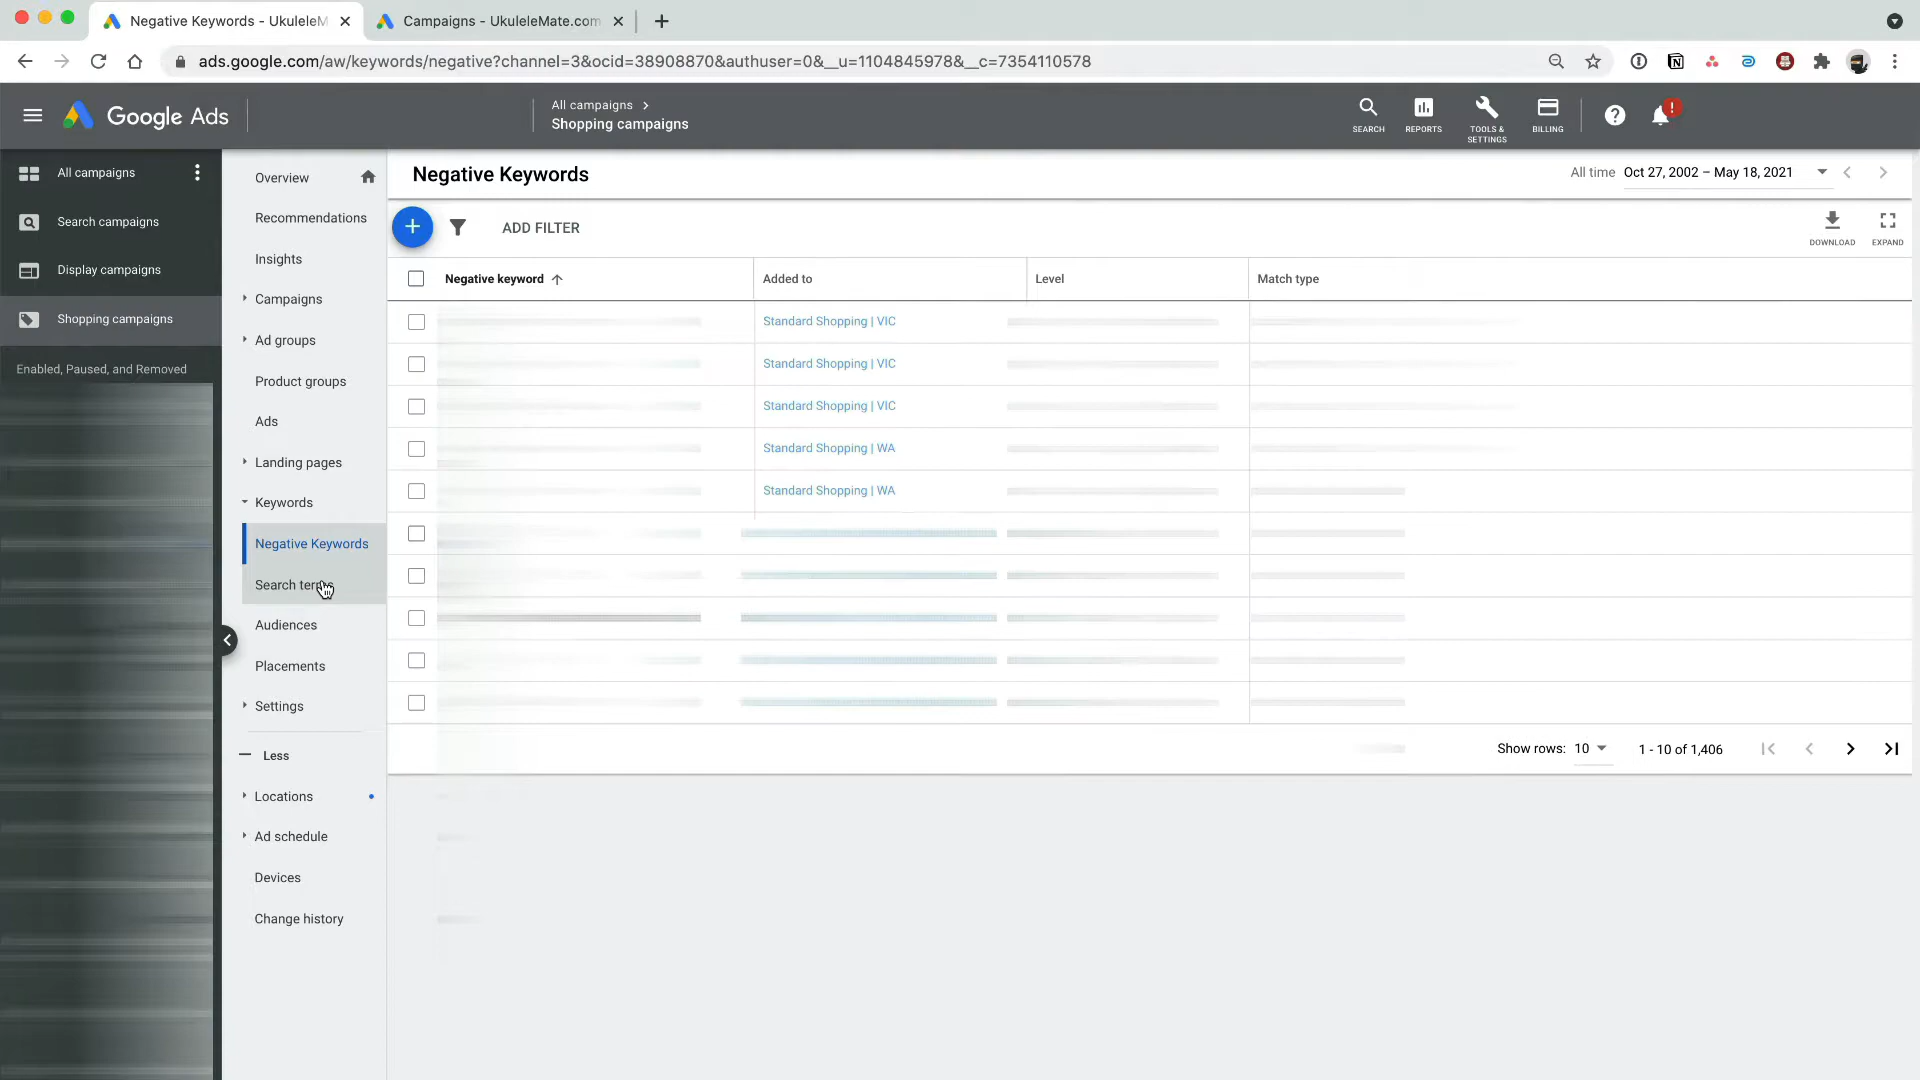 Negative Keywords - UkuleleM
Campaigns - UkuleleMate.com
ads.google.com/aw/keywords/negative?channel=3&ocid=38908870&authuser=0&__u=1104845978&__c=7354110578
Google Ads
All campaigns
Shopping campaigns
SEARCH
REPORTS
TOOLS & SETTINGS
BILLING
!
All campaigns
Search campaigns
Display campaigns
Shopping campaigns
Enabled, Paused, and Removed
Overview
Recommendations
Insights
Campaigns
Ad groups
Product groups
Ads
Landing pages
Keywords
Negative Keywords
Search terms
Audiences
Placements
Settings
Less
Locations
Ad schedule
Devices
Change history
Negative Keywords
All time Oct 27, 2002 – May 18, 2021
ADD FILTER
DOWNLOAD
EXPAND
Negative keyword Added to Level Match type
Standard Shopping | VIC
Standard Shopping | VIC
Standard Shopping | VIC
Standard Shopping | WA
Standard Shopping | WA
Show rows: 10 1 - 10 of 1,406